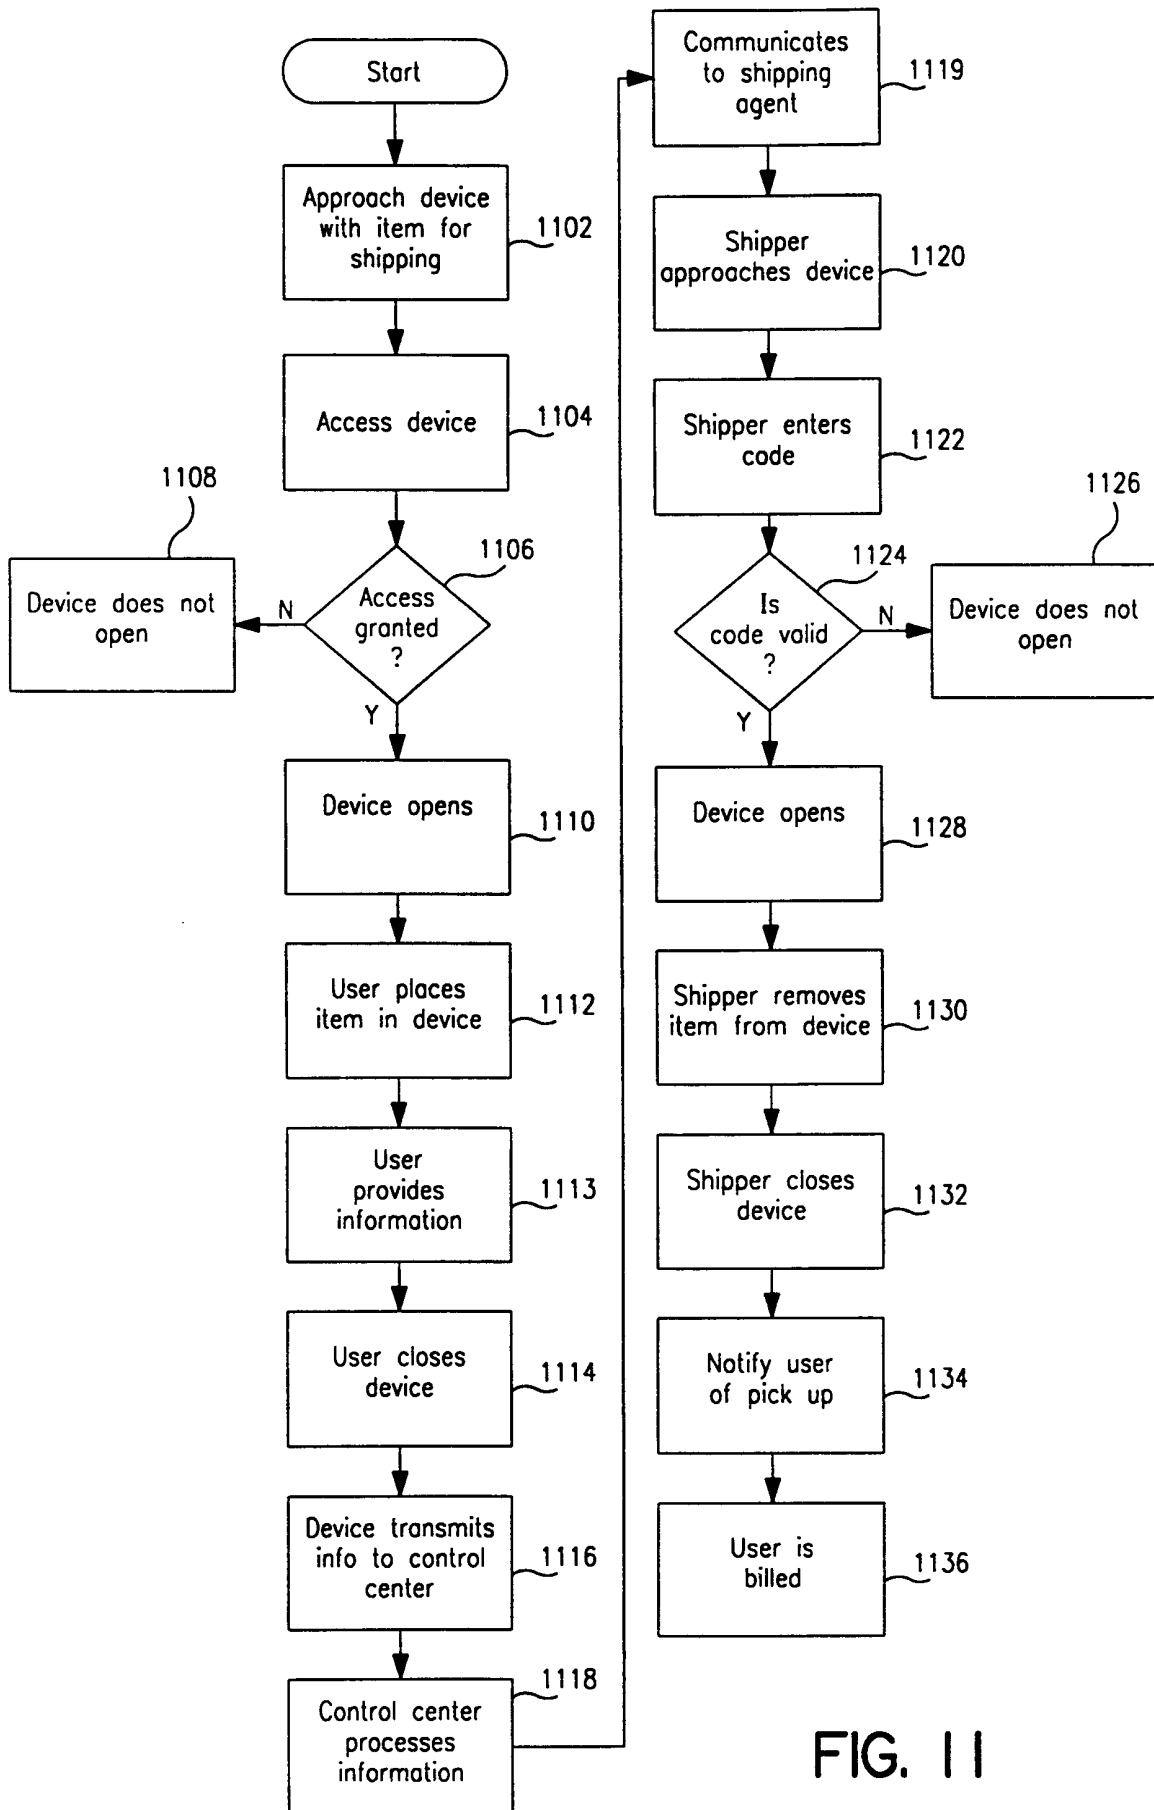 Start
Approach device
with item for
shipping
1102
Access device
1104
1108
Device does not
open
N
1106
Access
granted
?
Y
Device opens
1110
User places
item in device
1112
User
provides
information
1113
User closes
device
1114
Device transmits
info to control
center
1116
1118
Control center
processes
information
Communicates
to shipping
agent
1119
Shipper
approaches device
1120
Shipper enters
code
1122
1124
Is
code valid
?
N
1126
Device does not
open
Y
Device opens
1128
Shipper removes
item from device
1130
Shipper closes
device
1132
Notify user
of pick up
1134
User is
billed
1136
FIG. 11